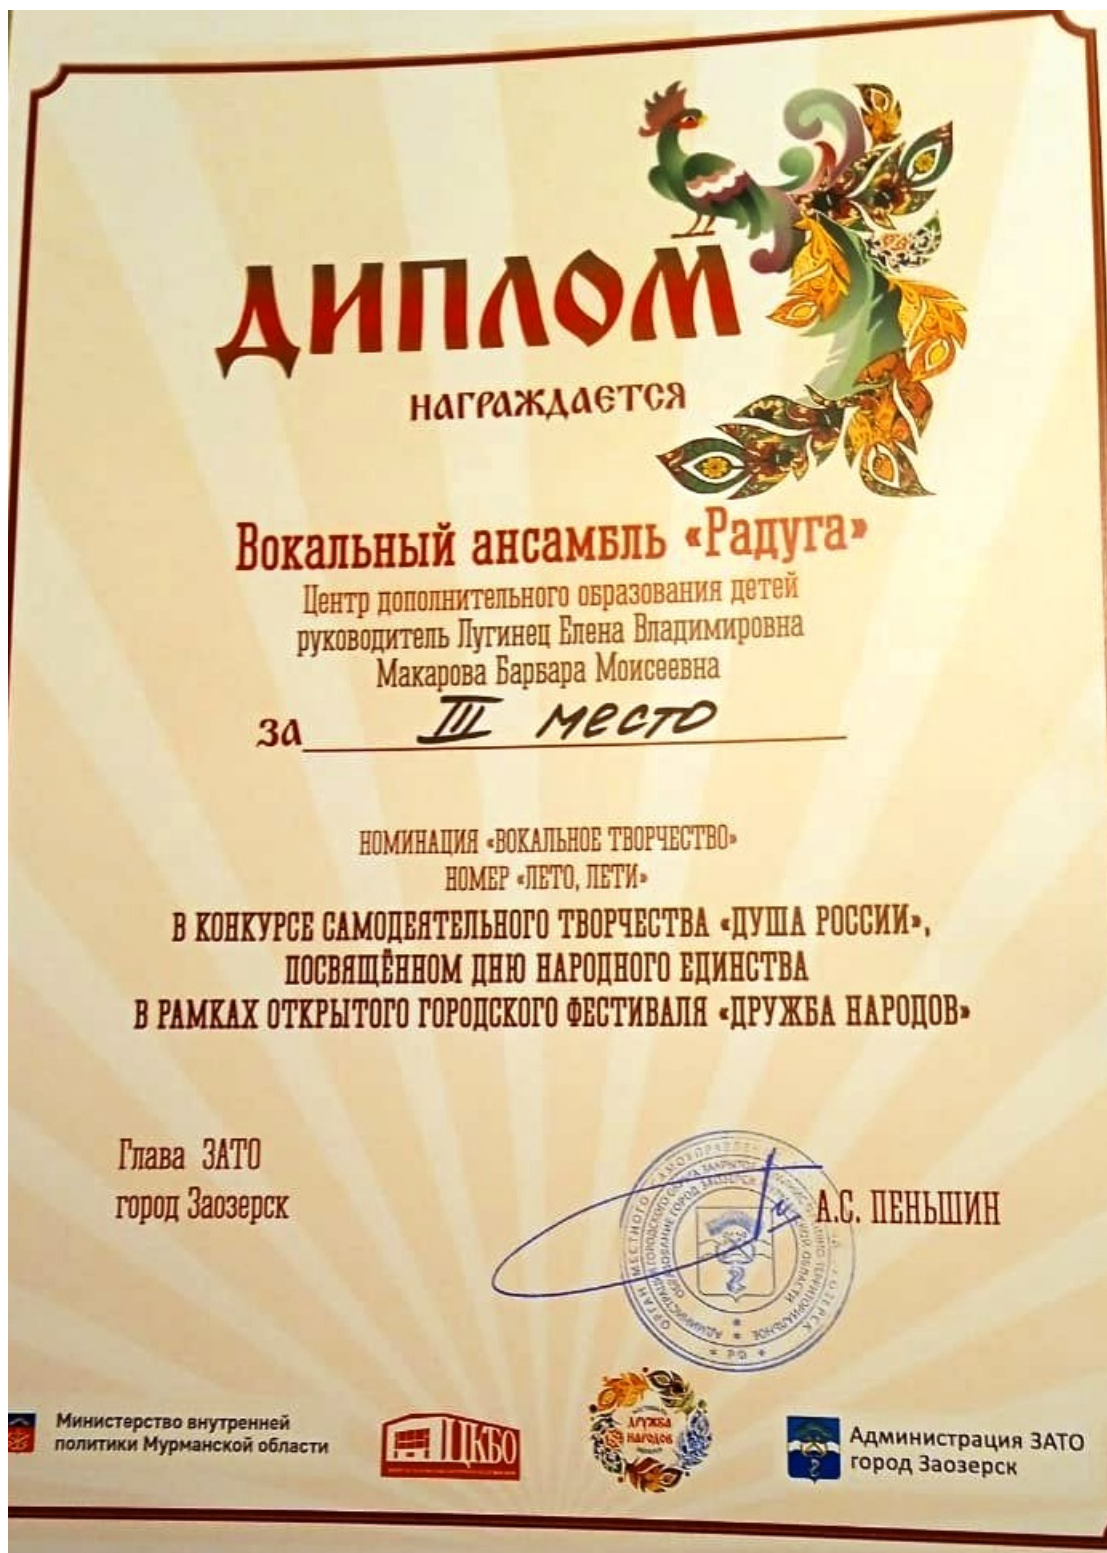 ДИПЛОМ
НАГРАЖДАЕТСЯ
Вокальный ансамбль «Радуга»
Центр дополнительного образования детей
руководитель Лугинец Елена Владимировна
Макарова Барбара Моисеевна
ЗА III место
НОМИНАЦИЯ «ВОКАЛЬНОЕ ТВОРЧЕСТВО»
НОМЕР «ЛЕТО, ЛЕТИ»
В КОНКУРСЕ САМОДЕЯТЕЛЬНОГО ТВОРЧЕСТВА «ДУША РОССИИ»,
ПОСВЯЩЁННОМ ДНЮ НАРОДНОГО ЕДИНСТВА
В РАМКАХ ОТКРЫТОГО ГОРОДСКОГО ФЕСТИВАЛЯ «ДРУЖБА НАРОДОВ»
Глава ЗАТО
город Заозерск
А.С. ПЕНЬШИН
Министерство внутренней
политики Мурманской области
ЦКБО
ДРУЖБА
НАРОДОВ
Администрация ЗАТО
город Заозерск